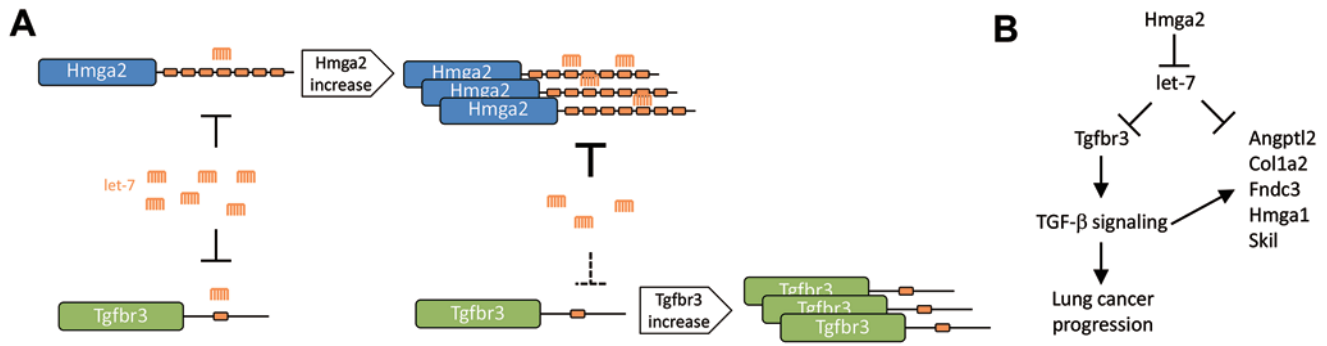 A
Hmga2
Hmga2
increase
Hmga2
Hmga2
Hmga2
let-7
Tgfbr3
Tgfbr3
Tgfbr3
increase
Tgfbr3
Tgfbr3
Tgfbr3
B
Hmga2
let-7
Tgfbr3
TGF-β signaling
Lung cancer
progression
Angptl2
Col1a2
Fndc3
Hmga1
Skil